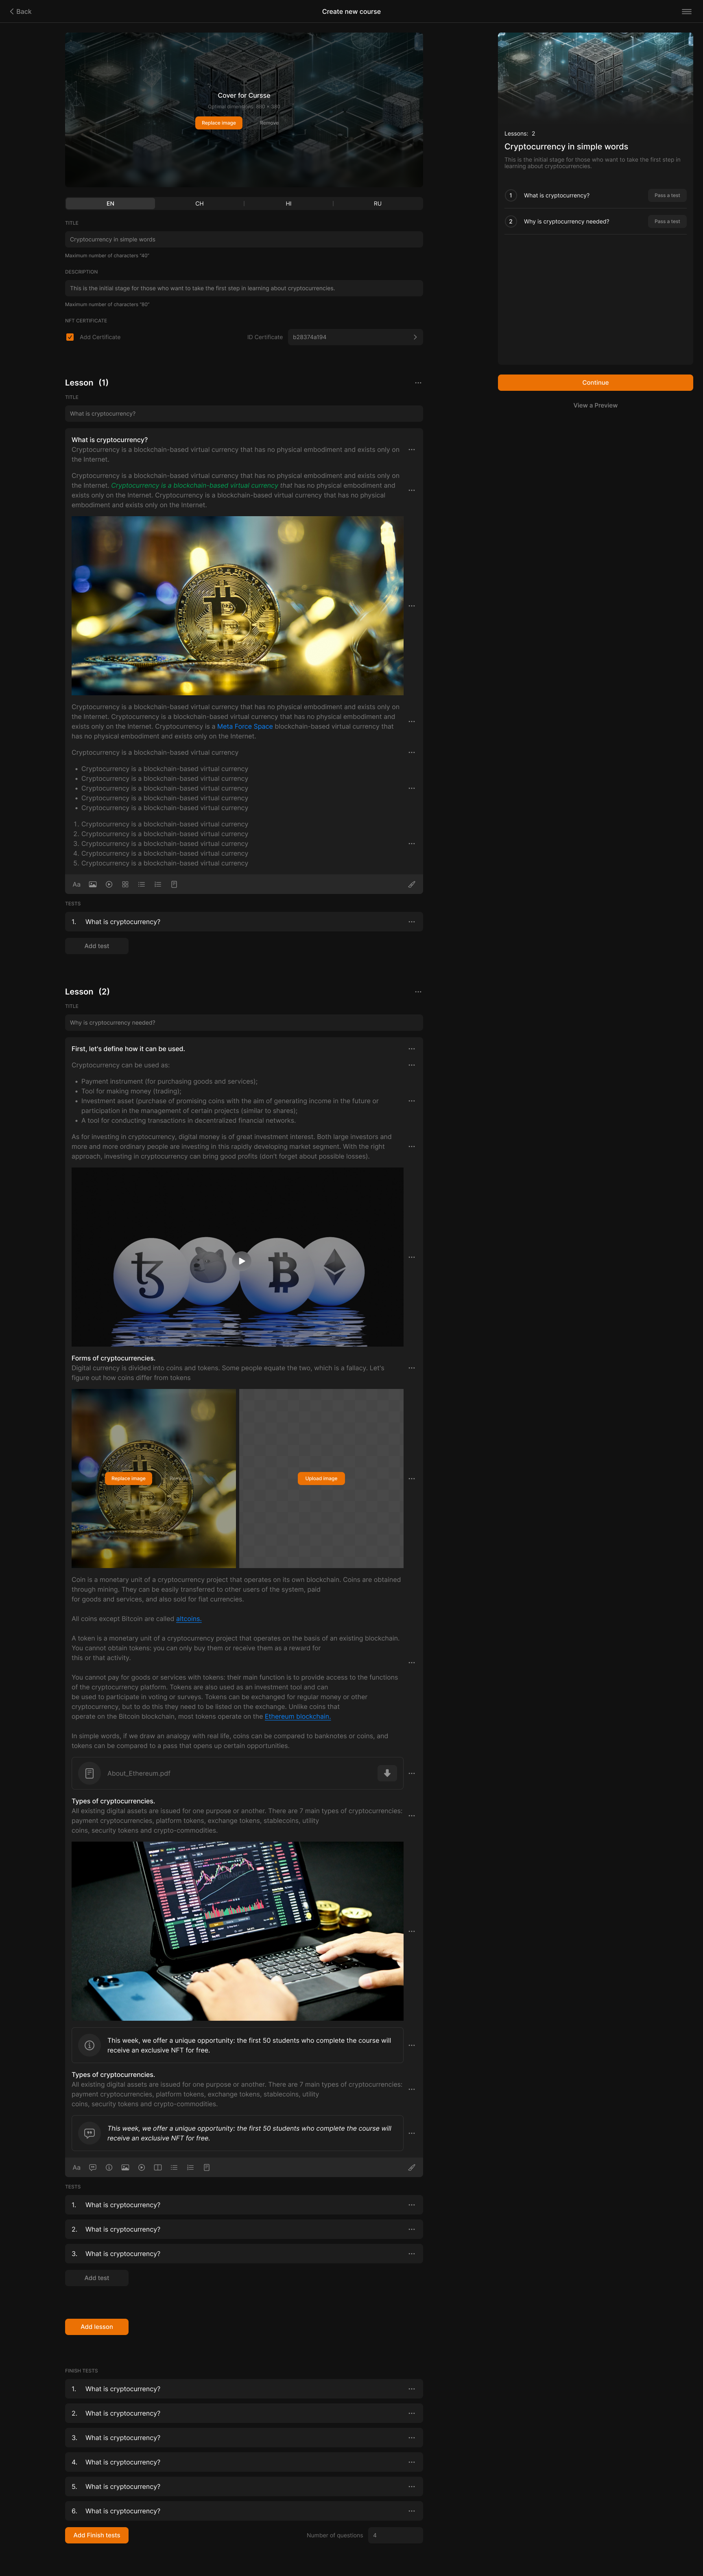 Back
Create new course
Cover for Cursse
Optimal dimensions: 600 × 380
Replace image
Remove
EN
CH
HI
RU
TITLE
Cryptocurrency in simple words
Maximum number of characters "40"
DESCRIPTION
This is the initial stage for those who want to take the first step in learning about cryptocurrencies.
Maximum number of characters "80"
NFT CERTIFICATE
Add Certificate
ID Certificate
b28374a194
Lessons: 2
Cryptocurrency in simple words
This is the initial stage for those who want to take the first step in
learning about cryptocurrencies.
1
What is cryptocurrency?
Pass a test
2
Why is cryptocurrency needed?
Pass a test
Continue
View a Preview
Lesson (1)
TITLE
What is cryptocurrency?
What is cryptocurrency?
Cryptocurrency is a blockchain-based virtual currency that has no physical embodiment and exists only on
the Internet.
Cryptocurrency is a blockchain-based virtual currency that has no physical embodiment and exists only on
the Internet. Cryptocurrency is a blockchain-based virtual currency that has no physical embodiment and
exists only on the Internet. Cryptocurrency is a blockchain-based virtual currency that has no physical
embodiment and exists only on the Internet.
Cryptocurrency is a blockchain-based virtual currency that has no physical embodiment and exists only on
the Internet. Cryptocurrency is a blockchain-based virtual currency that has no physical embodiment and
exists only on the Internet. Cryptocurrency is a Meta Force Space blockchain-based virtual currency that
has no physical embodiment and exists only on the Internet.
Cryptocurrency is a blockchain-based virtual currency
• Cryptocurrency is a blockchain-based virtual currency
• Cryptocurrency is a blockchain-based virtual currency
• Cryptocurrency is a blockchain-based virtual currency
• Cryptocurrency is a blockchain-based virtual currency
• Cryptocurrency is a blockchain-based virtual currency
1. Cryptocurrency is a blockchain-based virtual currency
2. Cryptocurrency is a blockchain-based virtual currency
3. Cryptocurrency is a blockchain-based virtual currency
4. Cryptocurrency is a blockchain-based virtual currency
5. Cryptocurrency is a blockchain-based virtual currency
Aa
TESTS
1. What is cryptocurrency?
Add test
Lesson (2)
TITLE
Why is cryptocurrency needed?
First, let's define how it can be used.
Cryptocurrency can be used as:
• Payment instrument (for purchasing goods and services);
• Tool for making money (trading);
• Investment asset (purchase of promising coins with the aim of generating income in the future or
participation in the management of certain projects (similar to shares);
• A tool for conducting transactions in decentralized financial networks.
As for investing in cryptocurrency, digital money is of great investment interest. Both large investors and
more and more ordinary people are investing in this rapidly developing market segment. With the right
approach, investing in cryptocurrency can bring good profits (don't forget about possible losses).
Forms of cryptocurrencies.
Digital currency is divided into coins and tokens. Some people equate the two, which is a fallacy. Let's
figure out how coins differ from tokens
Replace image
Remove
Upload image
Coin is a monetary unit of a cryptocurrency project that operates on its own blockchain. Coins are obtained
through mining. They can be easily transferred to other users of the system, paid
for goods and services, and also sold for fiat currencies.
All coins except Bitcoin are called altcoins.
A token is a monetary unit of a cryptocurrency project that operates on the basis of an existing blockchain.
You cannot obtain tokens: you can only buy them or receive them as a reward for
this or that activity.
You cannot pay for goods or services with tokens: their main function is to provide access to the functions
of the cryptocurrency platform. Tokens are also used as an investment tool and can
be used to participate in voting or surveys. Tokens can be exchanged for regular money or other
cryptocurrency, but to do this they need to be listed on the exchange. Unlike coins that
operate on the Bitcoin blockchain, most tokens operate on the Ethereum blockchain.
In simple words, if we draw an analogy with real life, coins can be compared to banknotes or coins, and
tokens can be compared to a pass that opens up certain opportunities.
About_Ethereum.pdf
Types of cryptocurrencies.
All existing digital assets are issued for one purpose or another. There are 7 main types of cryptocurrencies:
payment cryptocurrencies, platform tokens, exchange tokens, stablecoins, utility
coins, security tokens and crypto-commodities.
This week, we offer a unique opportunity: the first 50 students who complete the course will
receive an exclusive NFT for free.
Types of cryptocurrencies.
All existing digital assets are issued for one purpose or another. There are 7 main types of cryptocurrencies:
payment cryptocurrencies, platform tokens, exchange tokens, stablecoins, utility
coins, security tokens and crypto-commodities.
This week, we offer a unique opportunity: the first 50 students who complete the course will
receive an exclusive NFT for free.
Aa
TESTS
1. What is cryptocurrency?
2. What is cryptocurrency?
3. What is cryptocurrency?
Add test
Add lesson
FINISH TESTS
1. What is cryptocurrency?
2. What is cryptocurrency?
3. What is cryptocurrency?
4. What is cryptocurrency?
5. What is cryptocurrency?
6. What is cryptocurrency?
Add Finish tests
Number of questions
4